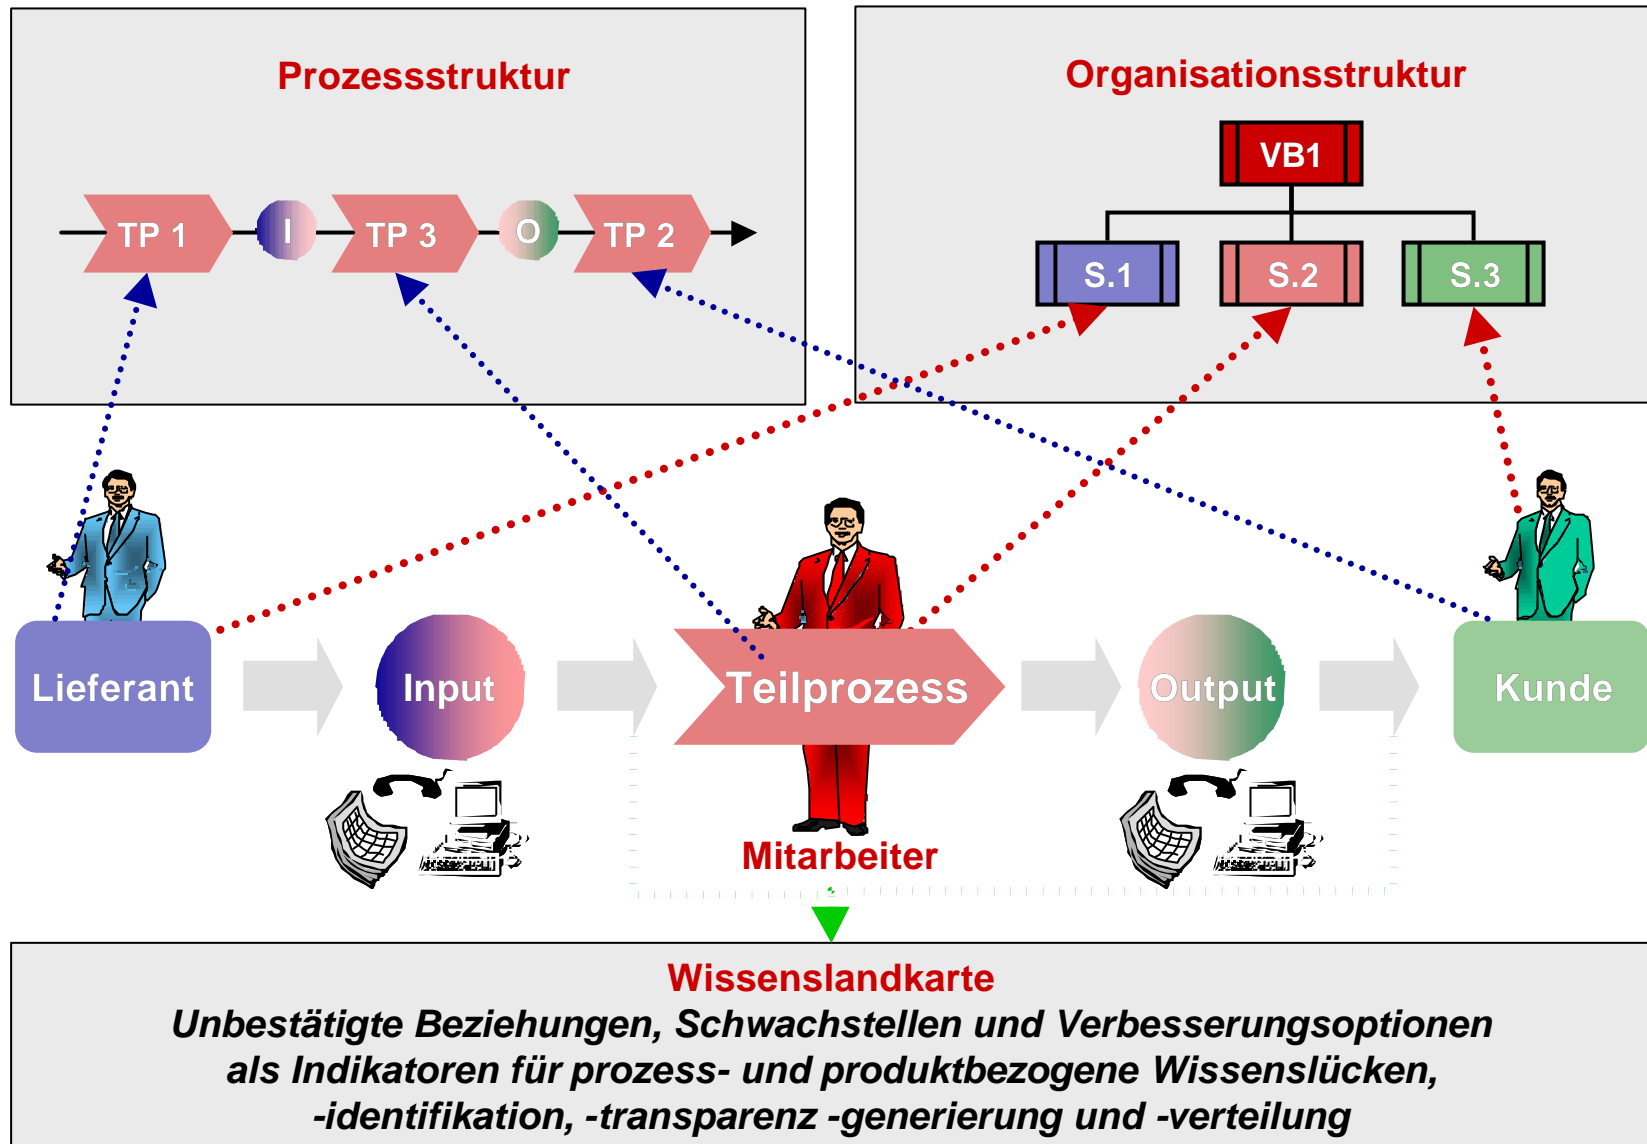 Prozessstruktur
Organisationsstruktur
VB1
TP 1
I
TP 3
O
TP 2
S.1
S.2
S.3
Lieferant
Input
Teilprozess
Output
Kunde
Mitarbeiter
Wissenslandkarte
Unbestätigte Beziehungen, Schwachstellen und Verbesserungsoptionen
als Indikatoren für prozess- und produktbezogene Wissenslücken,
-identifikation, -transparenz -generierung und -verteilung